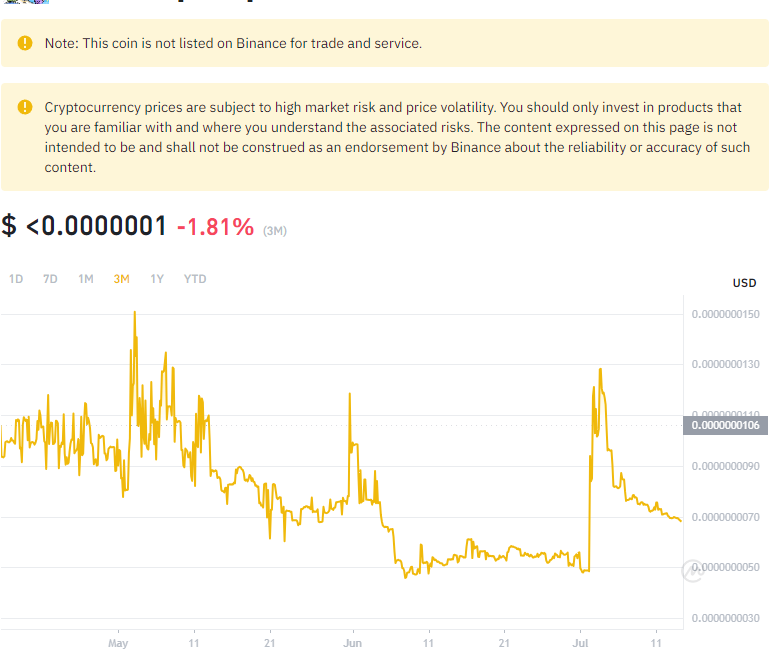 Note: This coin is not listed on Binance for trade and service.
Cryptocurrency prices are subject to high market risk and price volatility. You should only invest in products that
you are familiar with and where you understand the associated risks. The content expressed on this page is not
intended to be and shall not be construed as an endorsement by Binance about the reliability or accuracy of such
content.
$ <0.0000001 -1.81% (3M)
1D 7D 1M 3M 1Y YTD
USD
0.0000000150
0.0000000130
0.0000000110
0.0000000106
0.0000000090
0.0000000070
0.0000000050
0.0000000030
May 11 21 Jun 11 21 Jul 11